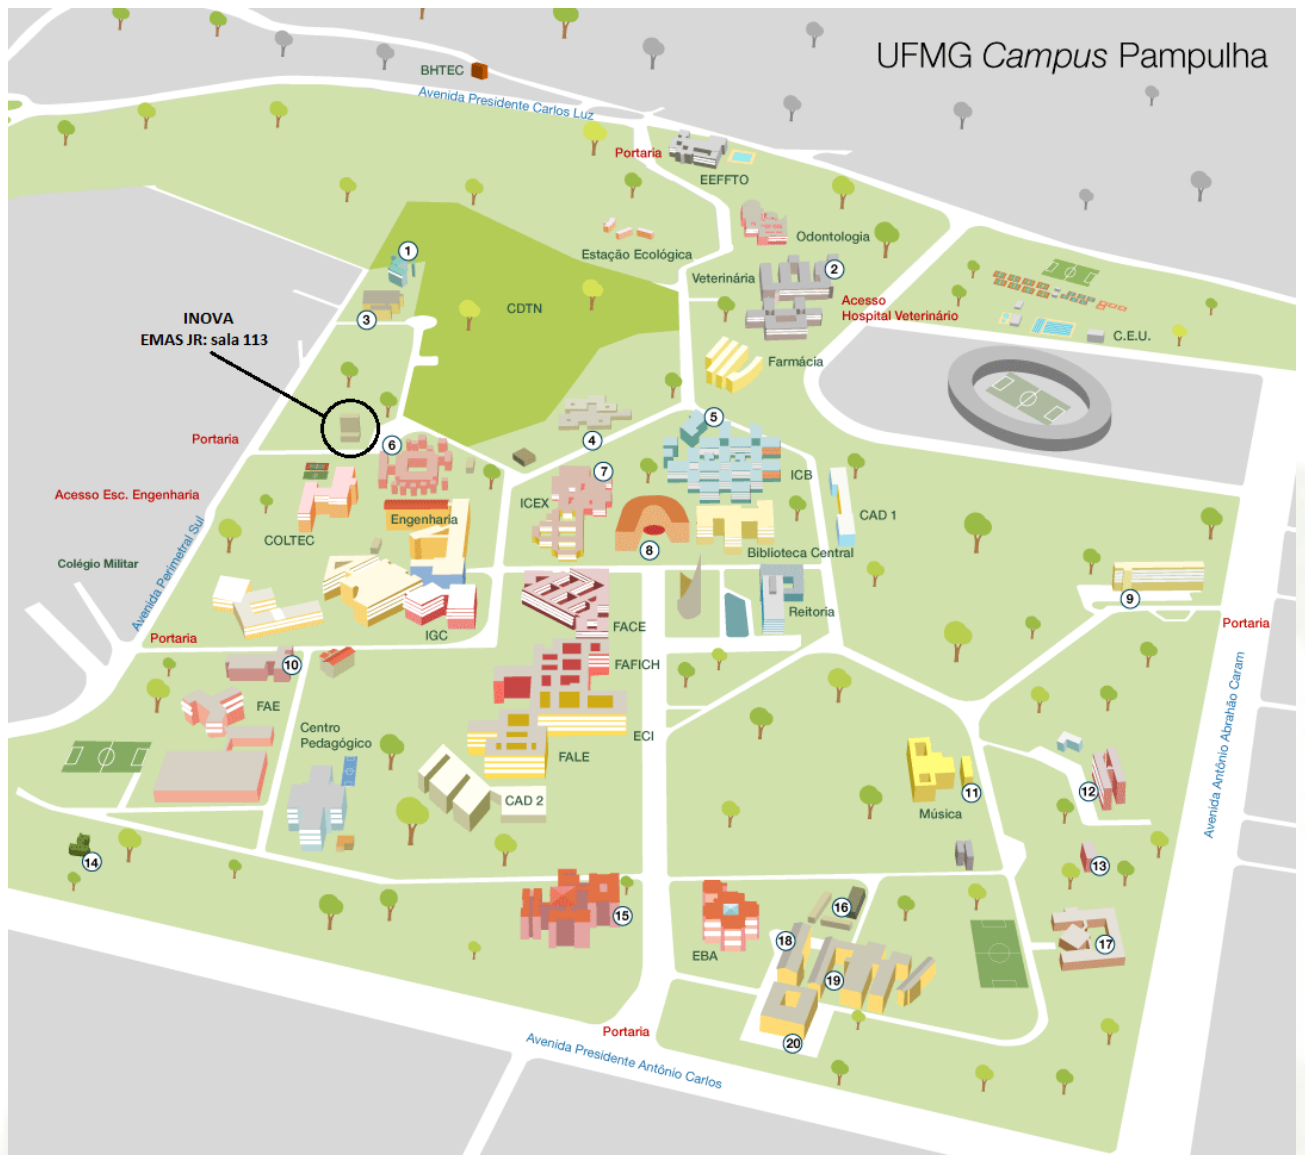 UFMG Campus Pampulha
BHTEC
Avenida Presidente Carlos Luz
Portaria
EEFFTO
Odontologia
Estação Ecológica
1
Veterinária
2
Acesso
Hospital Veterinário
CDTN
3
INOVA
EMAS JR: sala 113
C.E.U.
Farmácia
5
4
Portaria
6
7
ICB
ICEX
Acesso Esc. Engenharia
Engenharia
CAD 1
COLTEC
8
Biblioteca Central
Colégio Militar
Avenida Perimetral Sul
9
Reitoria
Portaria
FACE
IGC
Portaria
10
FAFICH
FAE
Centro
Pedagógico
ECI
FALE
Avenida Antônio Abrahão Caram
12
11
CAD 2
Música
14
13
15
16
18
17
EBA
19
Portaria
20
Avenida Presidente Antônio Carlos